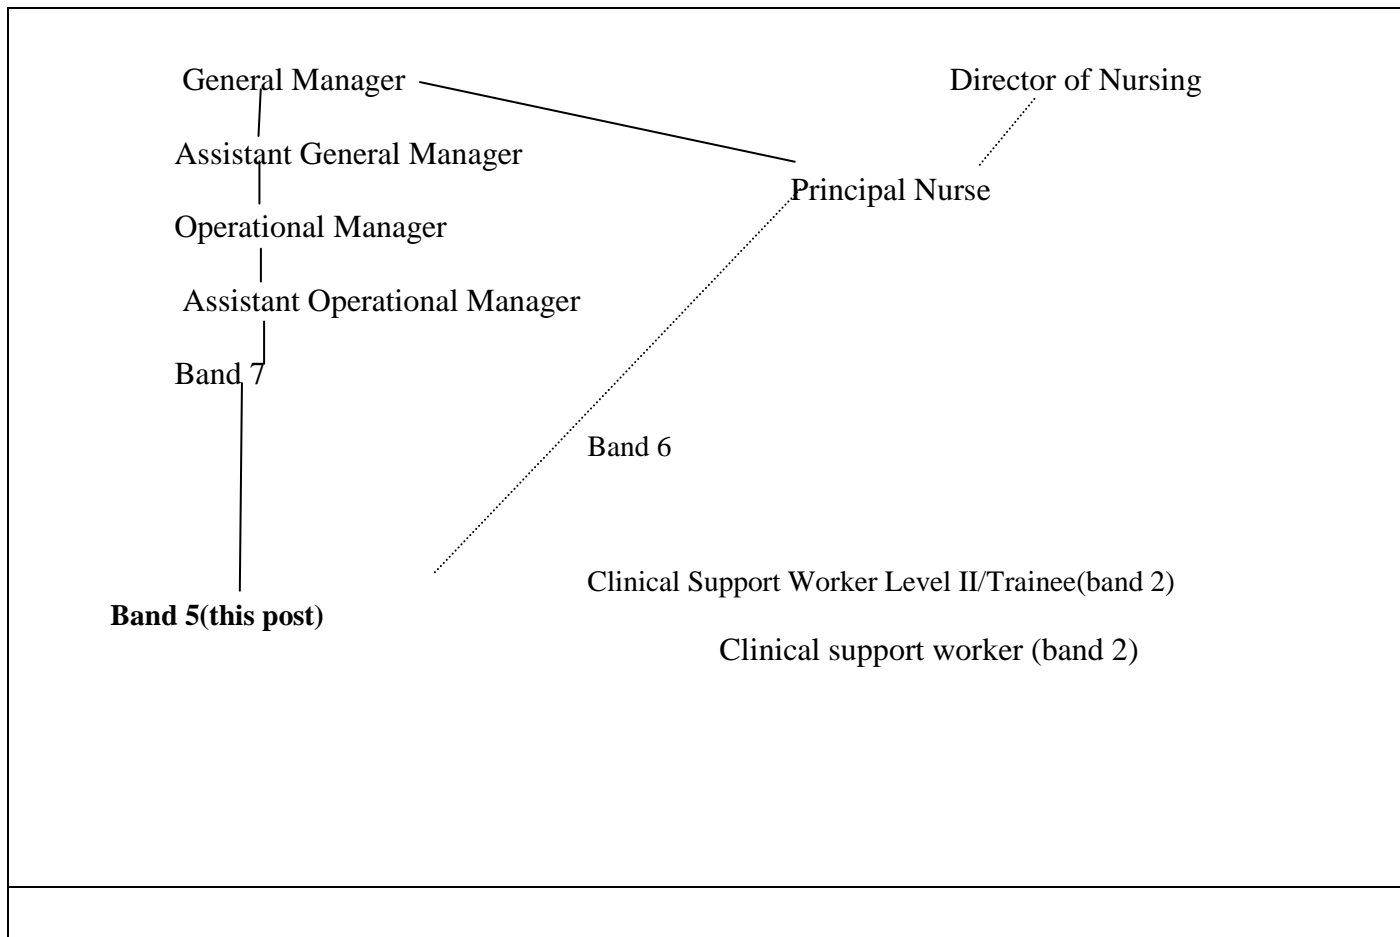 General Manager
Director of Nursing
Assistant General Manager
Principal Nurse
Operational Manager
Assistant Operational Manager
Band 7
Band 6
Clinical Support Worker Level II/Trainee(band 2)
Band 5(this post)
Clinical support worker (band 2)